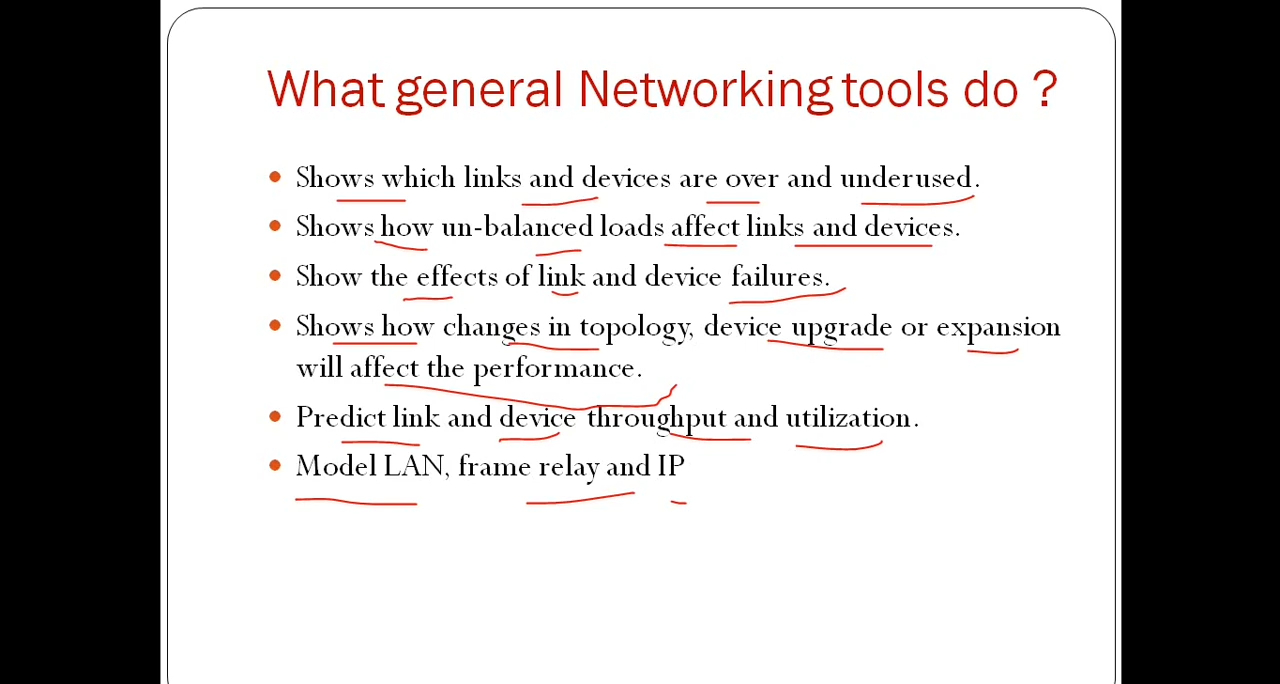 What general Networking tools do ?
• Shows which links and devices are over and underused.
• Shows how un-balanced loads affect links and devices.
• Show the effects of link and device failures.
• Shows how changes in topology, device upgrade or expansion
will affect the performance.
• Predict link and device throughput and utilization.
• Model LAN, frame relay and IP